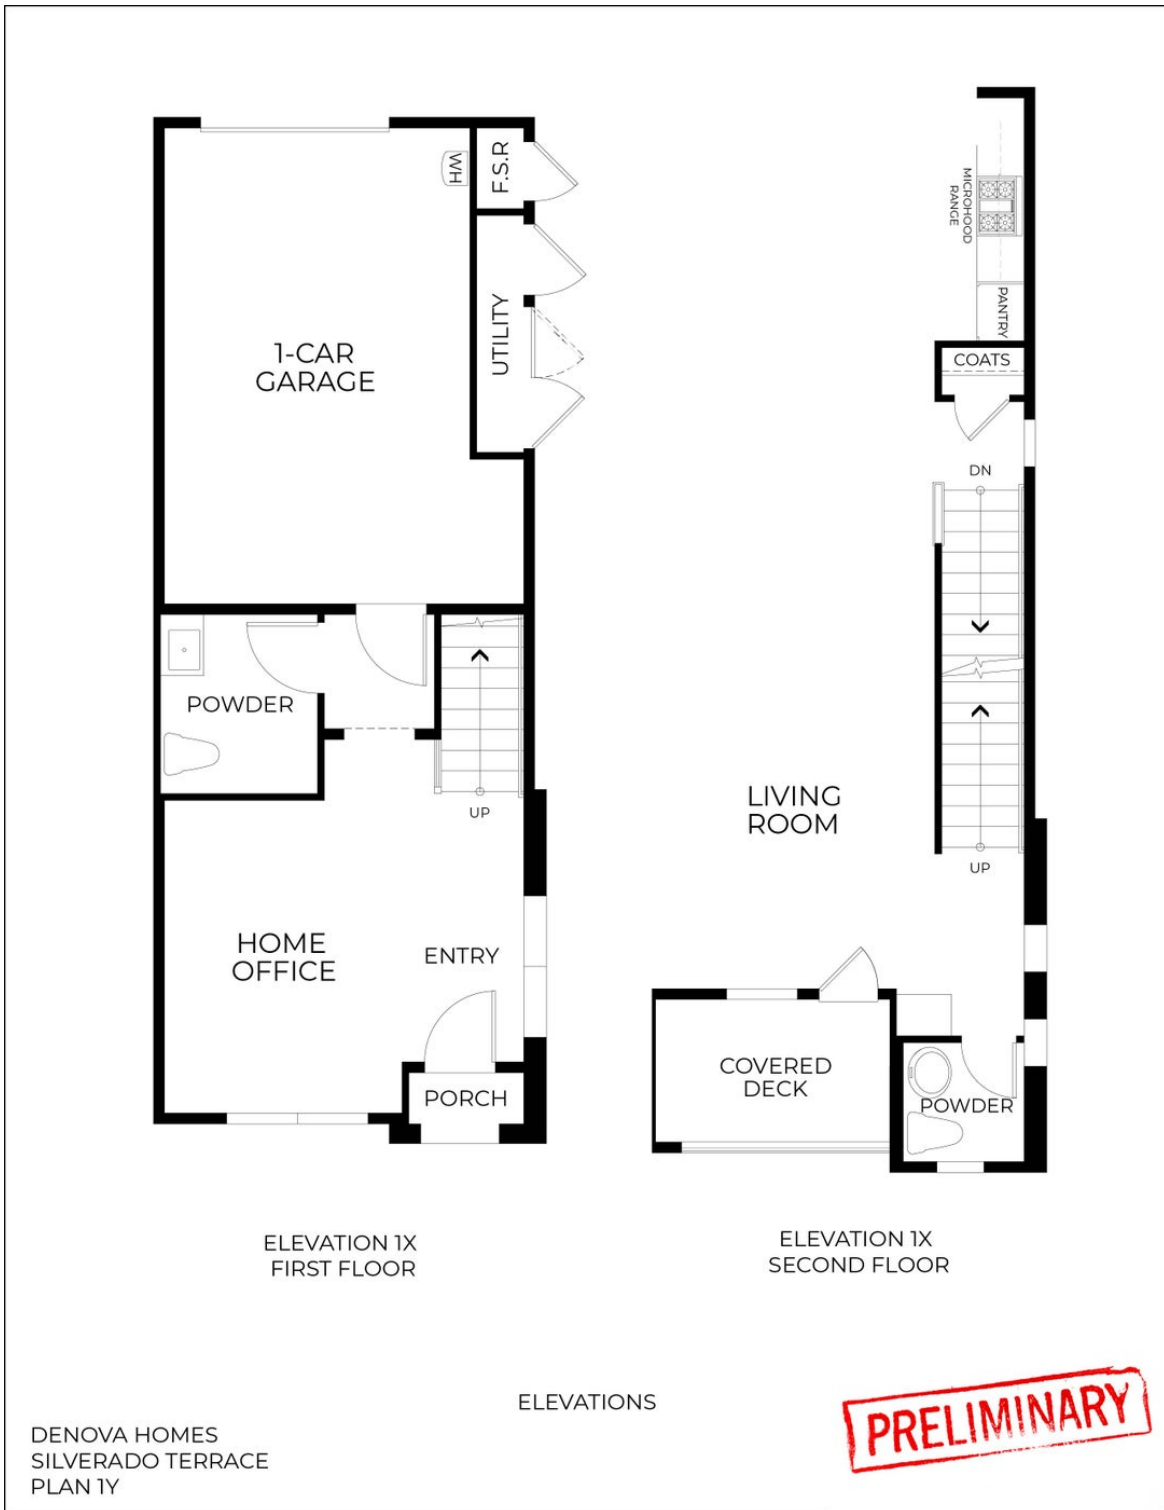 WH
F.S.R
UTILITY
1-CAR
GARAGE
POWDER
UP
HOME
OFFICE
ENTRY
PORCH
MICROHOOD
RANGE
PANTRY
COATS
DN
LIVING
ROOM
UP
COVERED
DECK
POWDER
ELEVATION 1X
FIRST FLOOR
ELEVATION 1X
SECOND FLOOR
ELEVATIONS
DENOVA HOMES
SILVERADO TERRACE
PLAN 1Y
PRELIMINARY